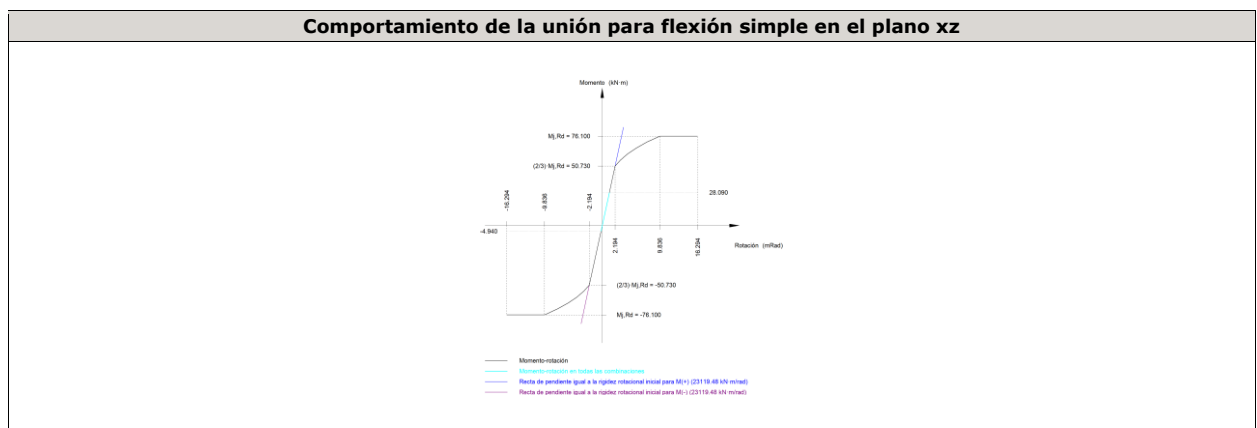 Comportamiento de la unión para flexión simple en el plano xz
Momento (kN·m)
Mj,Rd = 76.100
(2/3)·Mj,Rd = 50.730
28.090
-16.294
-9.836
-2.194
-4.940
2.194
9.836
16.294
Rotación (mRad)
(2/3)·Mj,Rd = -50.730
Mj,Rd = -76.100
Momento-rotación
Momento-rotación en todas las combinaciones
Recta de pendiente igual a la rigidez rotacional inicial para M(+) (23119.48 kN·m/rad)
Recta de pendiente igual a la rigidez rotacional inicial para M(-) (23119.48 kN·m/rad)